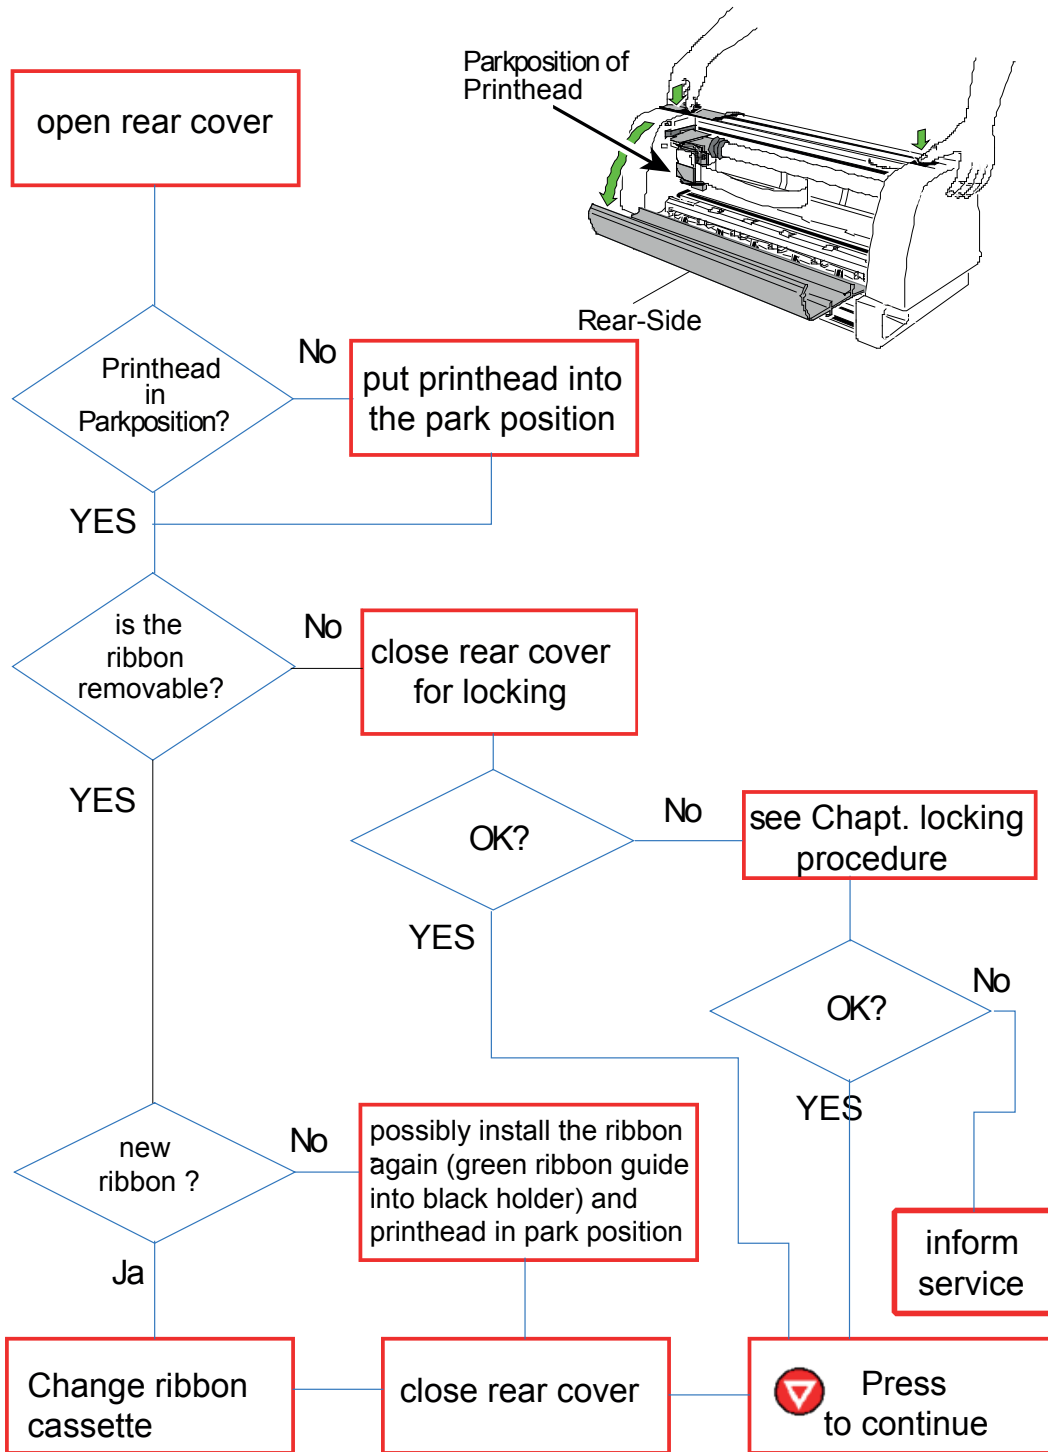 Parkposition of
Printhead
open rear cover
Rear-Side
Printhead
in
Parkposition?
No
put printhead into
the park position
YES
is the
ribbon
removable?
No
close rear cover
for locking
YES
OK?
No
see Chapt. locking
procedure
YES
OK?
No
YES
new
ribbon ?
No
possibly install the ribbon
again (green ribbon guide
into black holder) and
printhead in park position
inform
service
Ja
Change ribbon
cassette
close rear cover
Press
to continue